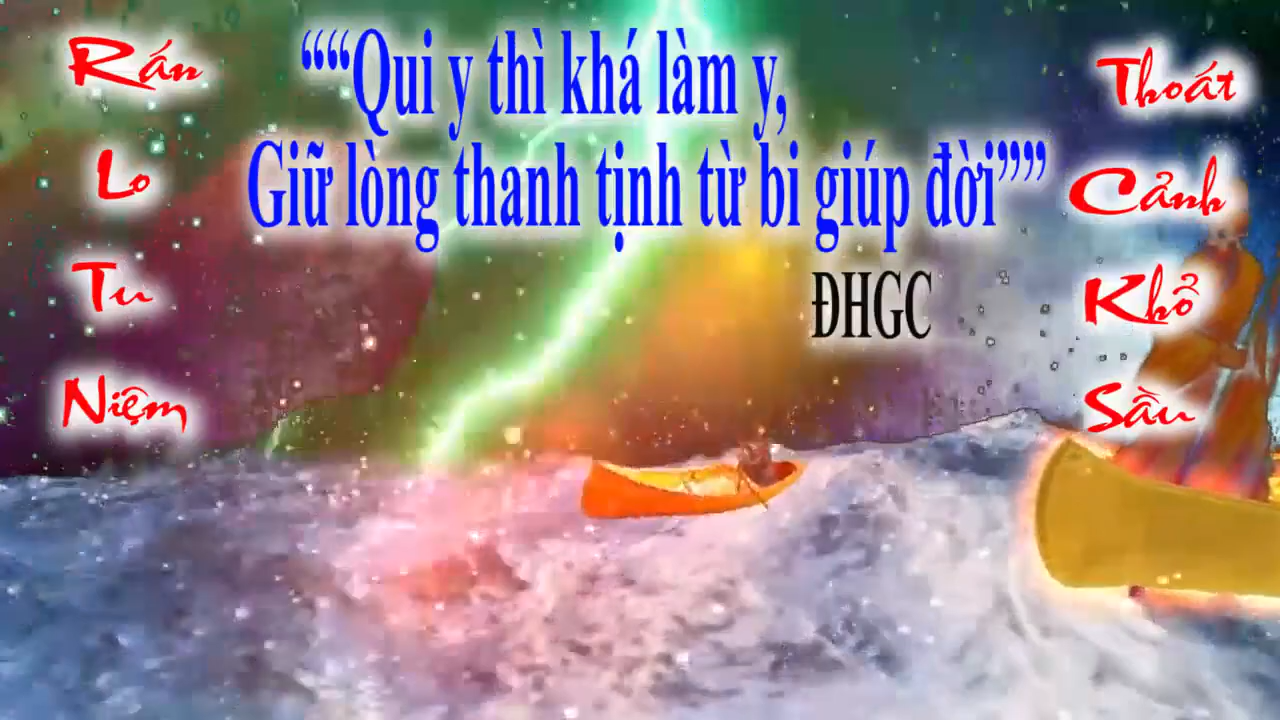 Rấn
Lo
Tu
Niệm
““Qui y thì khá làm y,
Giữ lòng thanh tịnh từ bi giúp đời””
ĐHGC
Thoát
Cảnh
Khổ
Sầu